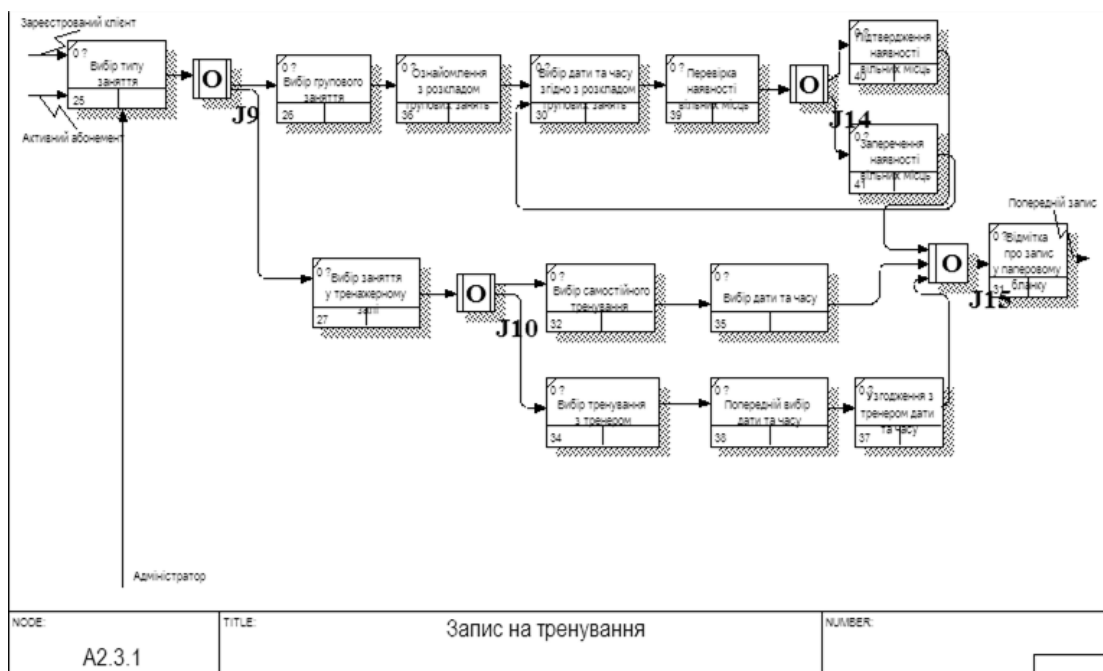 Зареєстрований клієнт
Активний абонемент
0 ?
Вибір типу
заняття
25
O
J9
0 ?
Вибір групового
заняття
26
0 ?
Ознайомлення
з розкладом
групових занять
36
0 ?
Вибір дати та часу
згідно з розкладом
групових занять
30
0 ?
Перевірка
наявності
вільних місць
39
O
J14
0 ?
Підтвердження
наявності
вільних місць
40
0 ?
Заперечення
наявності
вільних місць
41
Попередній запис
0 ?
Вибір заняття
у тренажерному
залі
27
O
J10
0 ?
Вибір самостійного
тренування
32
0 ?
Вибір дати та часу
35
O
J15
0 ?
Відмітка
про запис
у паперовому
бланку
31
0 ?
Вибір тренування
з тренером
34
0 ?
Попередній вибір
дати та часу
38
0 ?
Узгодження з
тренером дати
та часу
37
Адміністратор
NODE:
A2.3.1
TITLE:
Запис на тренування
NUMBER: